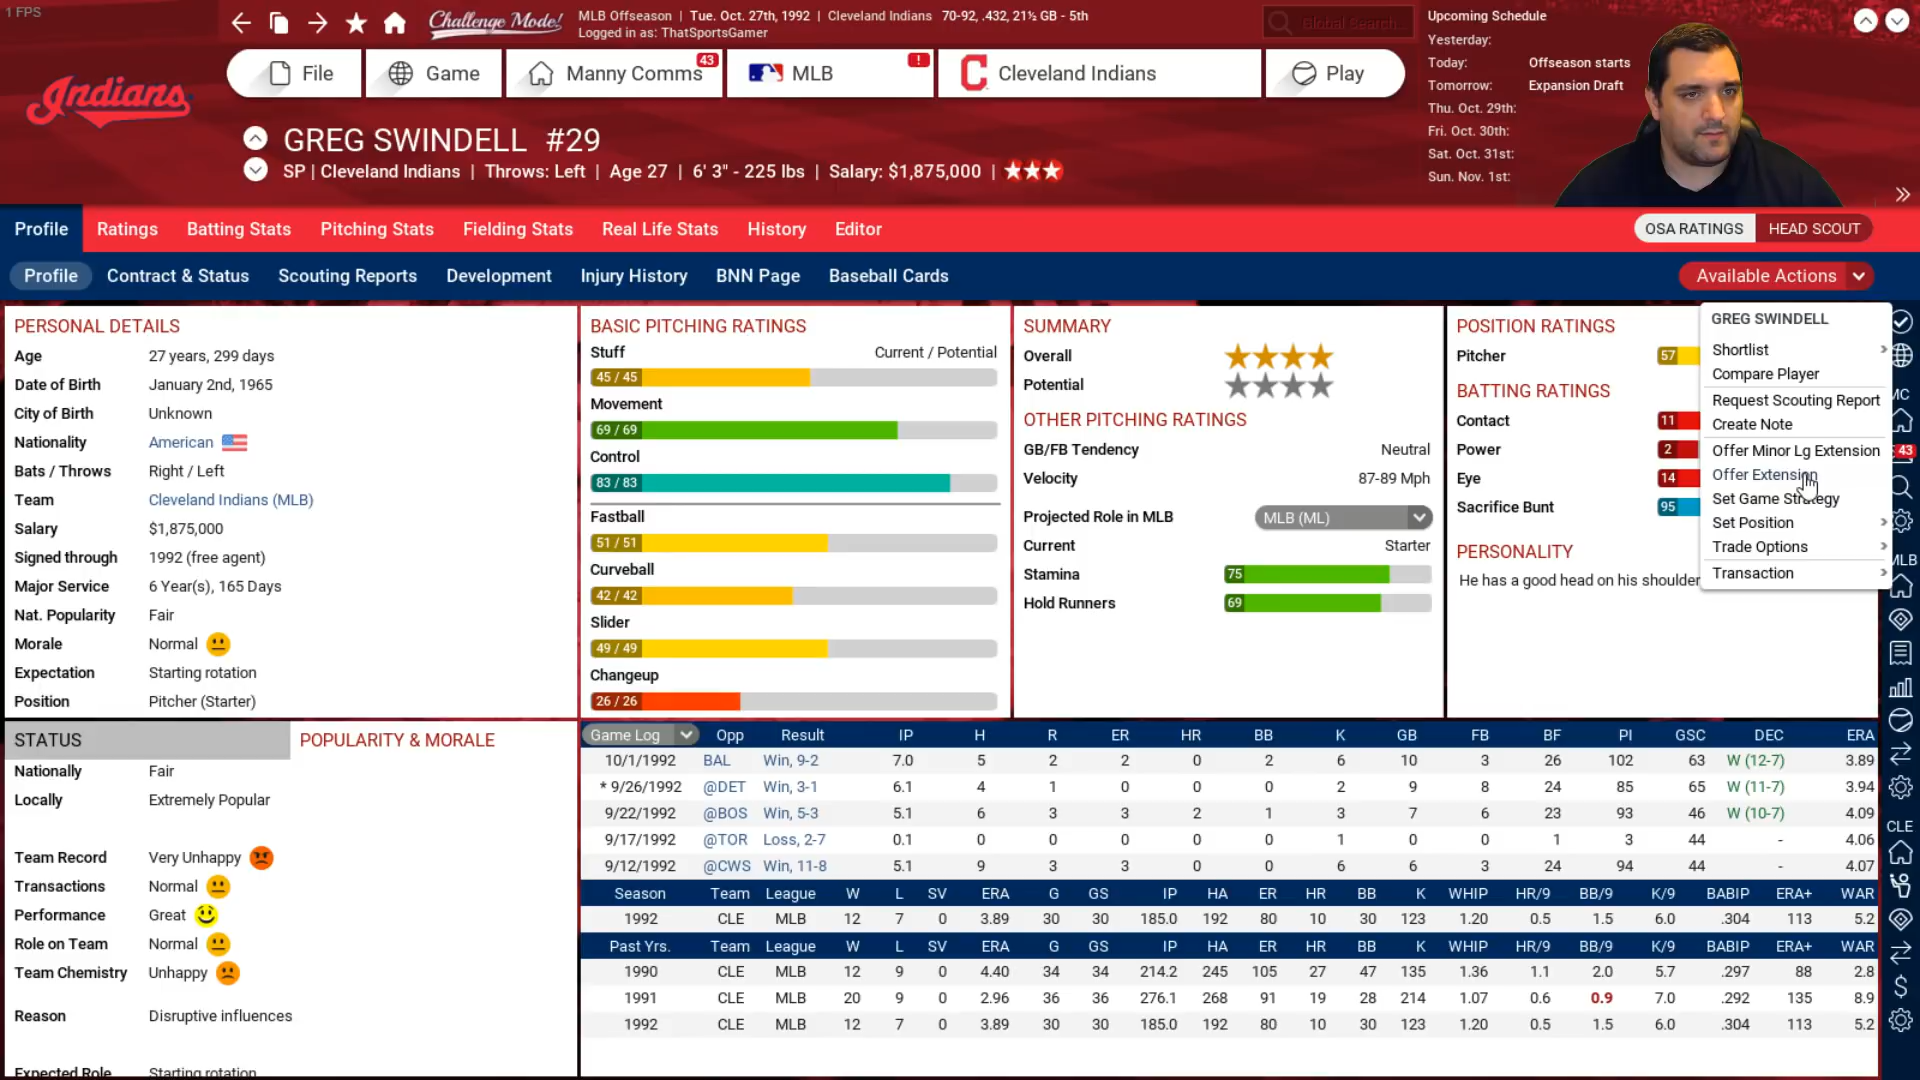 1 FPS
Challenge Mode!
MLB Offseason | Tue. Oct. 27th, 1992 | Cleveland Indians 70-92, .432, 21½ GB - 5th
Logged in as: ThatSportsGamer
Global Search...
Upcoming Schedule
Yesterday:
Today: Offseason starts
Tomorrow: Expansion Draft
Thu. Oct. 29th:
Fri. Oct. 30th:
Sat. Oct. 31st:
Sun. Nov. 1st:
Indians
File
Game
Manny Comms 43
MLB !
Cleveland Indians
Play
GREG SWINDELL #29
SP | Cleveland Indians | Throws: Left | Age 27 | 6' 3" - 225 lbs | Salary: $1,875,000 |
Profile Ratings Batting Stats Pitching Stats Fielding Stats Real Life Stats History Editor
OSA RATINGS HEAD SCOUT
Profile Contract & Status Scouting Reports Development Injury History BNN Page Baseball Cards
Available Actions
PERSONAL DETAILS
Age 27 years, 299 days
Date of Birth January 2nd, 1965
City of Birth Unknown
Nationality American
Bats / Throws Right / Left
Team Cleveland Indians (MLB)
Salary $1,875,000
Signed through 1992 (free agent)
Major Service 6 Year(s), 165 Days
Nat. Popularity Fair
Morale Normal
Expectation Starting rotation
Position Pitcher (Starter)
BASIC PITCHING RATINGS
Stuff Current / Potential
45 / 45
Movement
69 / 69
Control
83 / 83
Fastball
51 / 51
Curveball
42 / 42
Slider
49 / 49
Changeup
26 / 26
SUMMARY
Overall
Potential
OTHER PITCHING RATINGS
GB/FB Tendency Neutral
Velocity 87-89 Mph
Projected Role in MLB MLB (ML)
Current Starter
Stamina 75
Hold Runners 69
POSITION RATINGS
Pitcher 57
BATTING RATINGS
Contact 11
Power 2
Eye 14
Sacrifice Bunt 95
PERSONALITY
He has a good head on his shoulder
GREG SWINDELL
Shortlist
Compare Player
Request Scouting Report
Create Note
Offer Minor Lg Extension
Offer Extension
Set Game Strategy
Set Position
Trade Options
Transaction
MC
43
MLB
CLE
STATUS
POPULARITY & MORALE
Nationally Fair
Locally Extremely Popular
Team Record Very Unhappy
Transactions Normal
Performance Great
Role on Team Normal
Team Chemistry Unhappy
Reason Disruptive influences
Expected Role Starting rotation
Game Log Opp Result IP H R ER HR BB K GB FB BF PI GSC DEC ERA
10/1/1992 BAL Win, 9-2 7.0 5 2 2 0 2 6 10 3 26 102 63 W (12-7) 3.89
* 9/26/1992 @DET Win, 3-1 6.1 4 1 0 0 0 2 9 8 24 85 65 W (11-7) 3.94
9/22/1992 @BOS Win, 5-3 5.1 6 3 3 2 1 3 7 6 23 93 46 W (10-7) 4.09
9/17/1992 @TOR Loss, 2-7 0.1 0 0 0 0 0 1 0 0 1 3 44 - 4.06
9/12/1992 @CWS Win, 11-8 5.1 9 3 3 0 0 6 6 3 24 94 44 - 4.07
Season Team League W L SV ERA G GS IP HA ER HR BB K WHIP HR/9 BB/9 K/9 BABIP ERA+ WAR
1992 CLE MLB 12 7 0 3.89 30 30 185.0 192 80 10 30 123 1.20 0.5 1.5 6.0 .304 113 5.2
Past Yrs. Team League W L SV ERA G GS IP HA ER HR BB K WHIP HR/9 BB/9 K/9 BABIP ERA+ WAR
1990 CLE MLB 12 9 0 4.40 34 34 214.2 245 105 27 47 135 1.36 1.1 2.0 5.7 .297 88 2.8
1991 CLE MLB 20 9 0 2.96 36 36 276.1 268 91 19 28 214 1.07 0.6 0.9 7.0 .292 135 8.9
1992 CLE MLB 12 7 0 3.89 30 30 185.0 192 80 10 30 123 1.20 0.5 1.5 6.0 .304 113 5.2